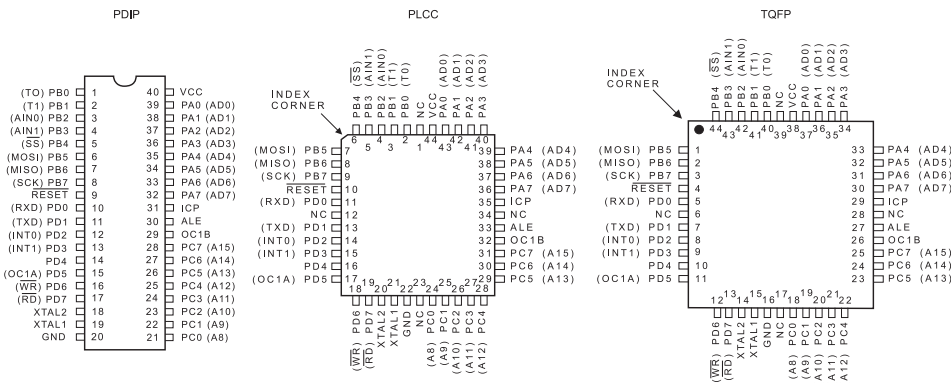 PDIP
(TO) PB0 1 40 VCC
(T1) PB1 2 39 PA0 (AD0)
(AIN0) PB2 3 38 PA1 (AD1)
(AIN1) PB3 4 37 PA2 (AD2)
(SS) PB4 5 36 PA3 (AD3)
(MOSI) PB5 6 35 PA4 (AD4)
(MISO) PB6 7 34 PA5 (AD5)
(SCK) PB7 8 33 PA6 (AD6)
RESET 9 32 PA7 (AD7)
(RXD) PD0 10 31 ICP
(TXD) PD1 11 30 ALE
(INT0) PD2 12 29 OC1B
(INT1) PD3 13 28 PC7 (A15)
PD4 14 27 PC6 (A14)
(OC1A) PD5 15 26 PC5 (A13)
(WR) PD6 16 25 PC4 (A12)
(RD) PD7 17 24 PC3 (A11)
XTAL2 18 23 PC2 (A10)
XTAL1 19 22 PC1 (A9)
GND 20 21 PC0 (A8)
PLCC
INDEX
CORNER
PB4 (SS)
PB3 (AIN1)
PB2 (AIN0)
PB1 (T1)
PB0 (T0)
NC
VCC
PA0 (AD0)
PA1 (AD1)
PA2 (AD2)
PA3 (AD3)
6 5 4 3 2 1 44 43 42 41 40
(MOSI) PB5 7 39 PA4 (AD4)
(MISO) PB6 8 38 PA5 (AD5)
(SCK) PB7 9 37 PA6 (AD6)
RESET 10 36 PA7 (AD7)
(RXD) PD0 11 35 ICP
NC 12 34 NC
(TXD) PD1 13 33 ALE
(INT0) PD2 14 32 OC1B
(INT1) PD3 15 31 PC7 (A15)
PD4 16 30 PC6 (A14)
(OC1A) PD5 17 29 PC5 (A13)
18 19 20 21 22 23 24 25 26 27 28
(WR) PD6
(RD) PD7
XTAL2
XTAL1
GND
NC
(A8) PC0
(A9) PC1
(A10) PC2
(A11) PC3
(A12) PC4
TQFP
INDEX
CORNER
PB4 (SS)
PB3 (AIN1)
PB2 (AIN0)
PB1 (T1)
PB0 (T0)
NC
VCC
PA0 (AD0)
PA1 (AD1)
PA2 (AD2)
PA3 (AD3)
44 43 42 41 40 39 38 37 36 35 34
(MOSI) PB5 1 33 PA4 (AD4)
(MISO) PB6 2 32 PA5 (AD5)
(SCK) PB7 3 31 PA6 (AD6)
RESET 4 30 PA7 (AD7)
(RXD) PD0 5 29 ICP
NC 6 28 NC
(TXD) PD1 7 27 ALE
(INT0) PD2 8 26 OC1B
(INT1) PD3 9 25 PC7 (A15)
PD4 10 24 PC6 (A14)
(OC1A) PD5 11 23 PC5 (A13)
12 13 14 15 16 17 18 19 20 21 22
(WR) PD6
(RD) PD7
XTAL2
XTAL1
GND
NC
(A8) PC0
(A9) PC1
(A10) PC2
(A11) PC3
(A12) PC4